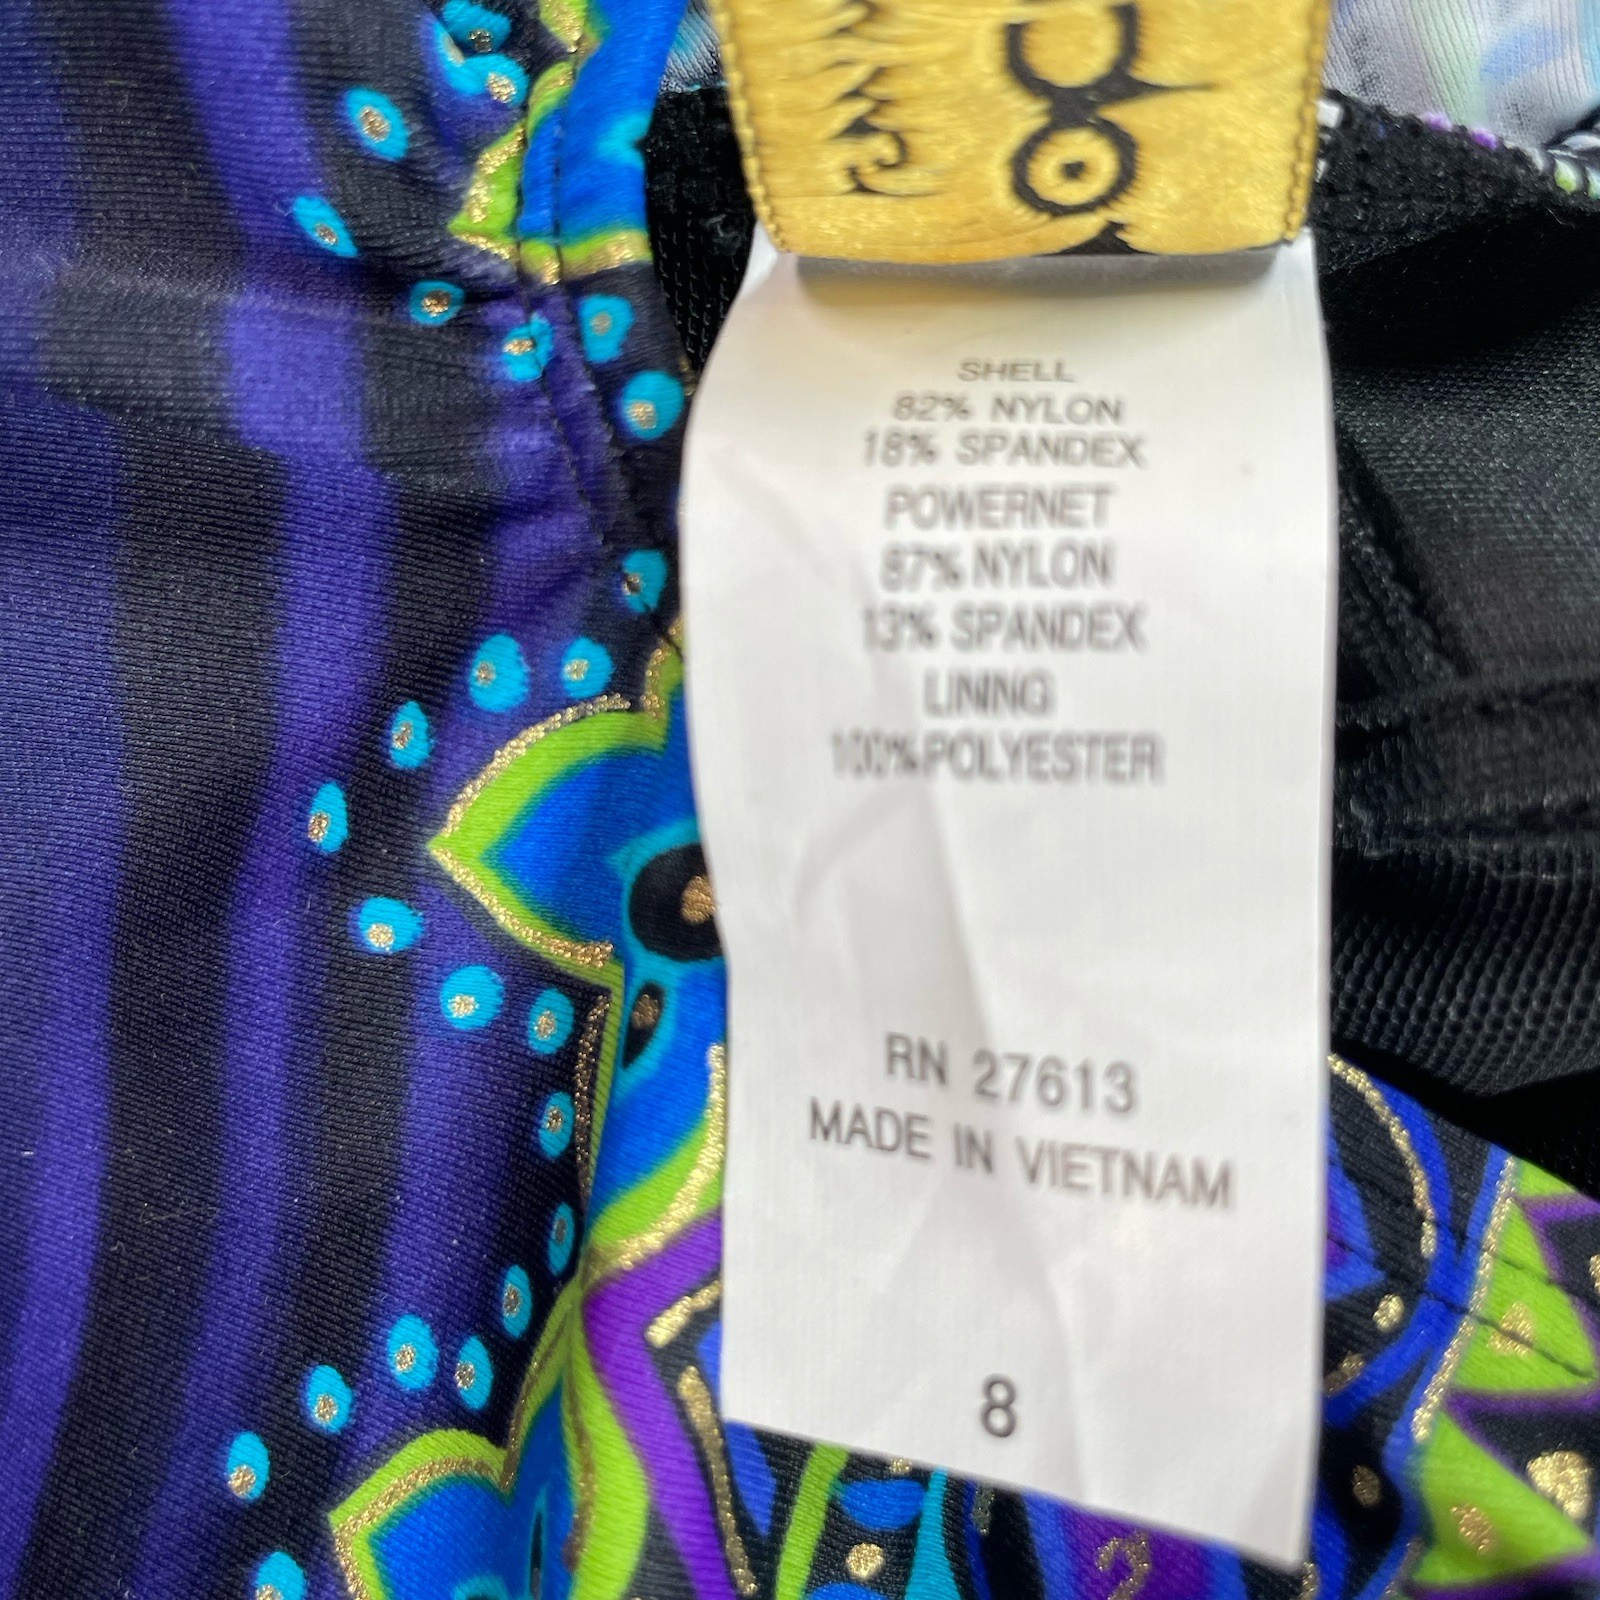 SHELL
82% NYLON
18% SPANDEX
POWERNET
87% NYLON
13% SPANDEX
LINING
100%POLYESTER
RN 27613
MADE IN VIETNAM
8